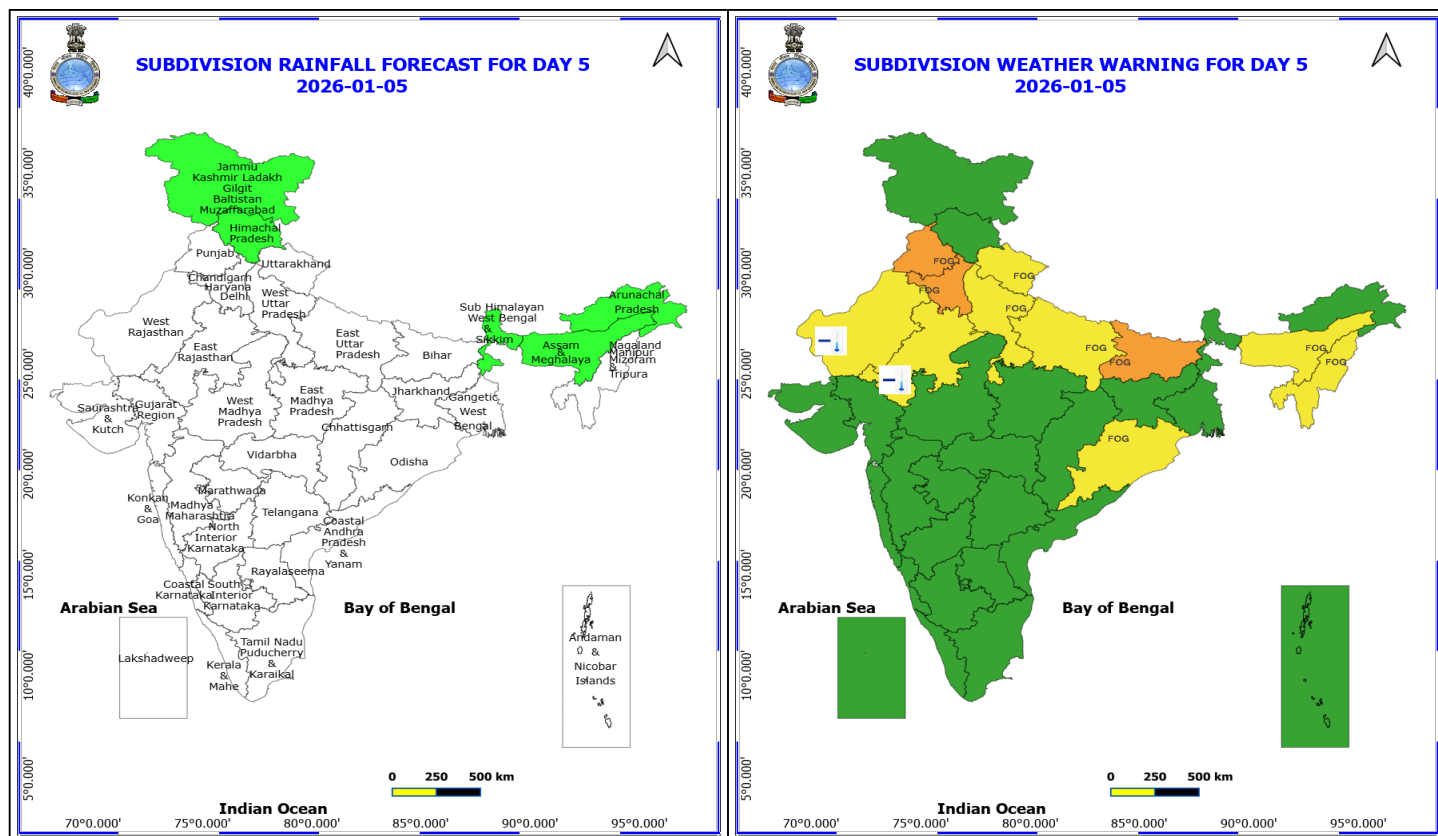 SUBDIVISION RAINFALL FORECAST FOR DAY 5
2026-01-05
40°0.000'
35°0.000'
30°0.000'
25°0.000'
20°0.000'
15°0.000'
10°0.000'
5°0.000'
Jammu
Kashmir Ladakh
Gilgit
Baltistan
Muzaffarabad
Himachal
Pradesh
Punjab
Uttarakhand
Chandigarh
Haryana
Delhi
West
Uttar
Pradesh
West
Rajasthan
East
Rajasthan
East
Uttar
Pradesh
Bihar
Sub Himalayan
West Bengal
&
Sikkim
Arunachal
Pradesh
Assam
&
Meghalaya
Nagaland
Manipur
Mizoram
&
Tripura
Saurashtra
&
Kutch
Gujarat
Region
West
Madhya
Pradesh
East
Madhya
Pradesh
Jharkhand
Gangetic
West
Bengal
Chhattisgarh
Vidarbha
Odisha
Konkan
&
Goa
Madhya
Maharashtra
Marathwada
Telangana
North
Interior
Karnataka
Coastal
Andhra
Pradesh
&
Yanam
Rayalaseema
Coastal
Karnataka
South
Interior
Karnataka
Tamil Nadu
Puducherry
&
Karaikal
Kerala
&
Mahe
Lakshadweep
Andaman
&
Nicobar
Islands
Arabian Sea
Bay of Bengal
Indian Ocean
0 250 500 km
70°0.000' 75°0.000' 80°0.000' 85°0.000' 90°0.000' 95°0.000'
SUBDIVISION WEATHER WARNING FOR DAY 5
2026-01-05
40°0.000'
35°0.000'
30°0.000'
25°0.000'
20°0.000'
15°0.000'
10°0.000'
5°0.000'
FOG
FOG
FOG
FOG
FOG
FOG
FOG
FOG
FOG
Arabian Sea
Bay of Bengal
Indian Ocean
0 250 500 km
70°0.000' 75°0.000' 80°0.000' 85°0.000' 90°0.000' 95°0.000'